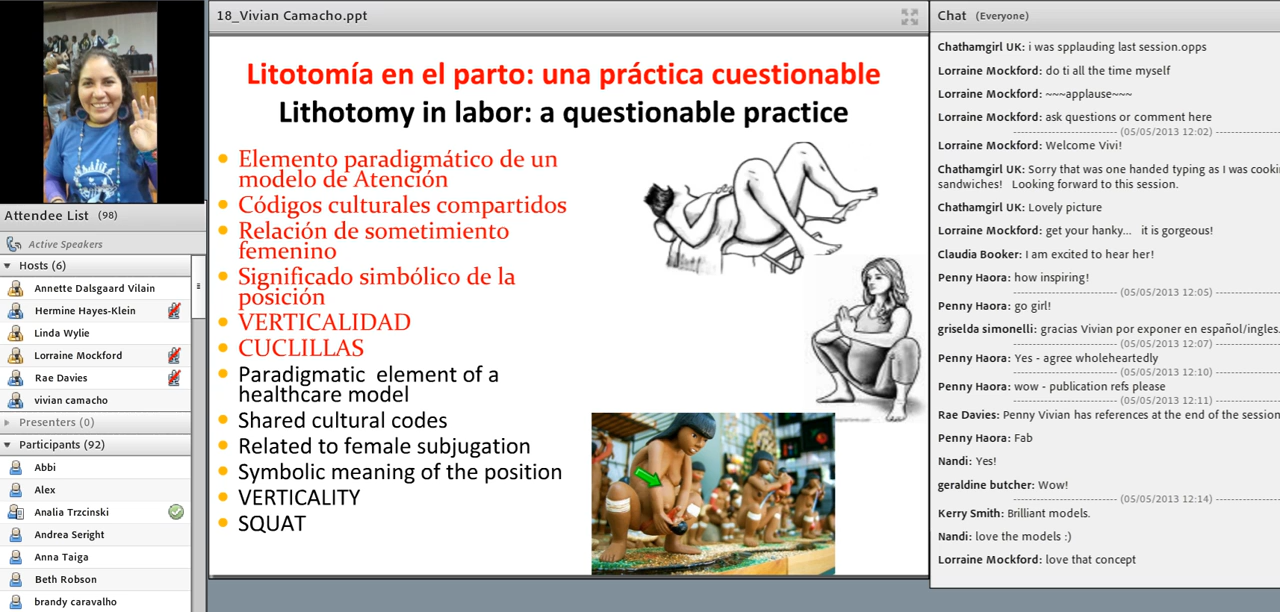 18_Vivian Camacho.ppt
Litotomía en el parto: una práctica cuestionable
Lithotomy in labor: a questionable practice
Elemento paradigmático de un
modelo de Atención
Códigos culturales compartidos
Relación de sometimiento
femenino
Significado simbólico de la
posición
VERTICALIDAD
CUCLILLAS
Paradigmatic element of a
healthcare model
Shared cultural codes
Related to female subjugation
Symbolic meaning of the position
VERTICALITY
SQUAT
Attendee List (98)
Active Speakers
Hosts (6)
Annette Dalsgaard Vilain
Hermine Hayes-Klein
Linda Wylie
Lorraine Mockford
Rae Davies
vivian camacho
Presenters (0)
Participants (92)
Abbi
Alex
Analia Trzcinski
Andrea Seright
Anna Taiga
Beth Robson
brandy caravalho
Chat (Everyone)
Chathamgirl UK: i was spplauding last session.opps
Lorraine Mockford: do ti all the time myself
Lorraine Mockford: ~~~applause~~~
Lorraine Mockford: ask questions or comment here
(05/05/2013 12:02)
Lorraine Mockford: Welcome Vivi!
Chathamgirl UK: Sorry that was one handed typing as I was cooki
sandwiches! Looking forward to this session.
Chathamgirl UK: Lovely picture
Lorraine Mockford: get your hanky... it is gorgeous!
Claudia Booker: I am excited to hear her!
Penny Haora: how inspiring!
(05/05/2013 12:05)
Penny Haora: go girl!
griselda simonelli: gracias Vivian por exponer en español/ingles.
(05/05/2013 12:07)
Penny Haora: Yes - agree wholeheartedly
(05/05/2013 12:10)
Penny Haora: wow - publication refs please
(05/05/2013 12:11)
Rae Davies: Penny Vivian has references at the end of the session
Penny Haora: Fab
Nandi: Yes!
geraldine butcher: Wow!
(05/05/2013 12:14)
Kerry Smith: Brilliant models.
Nandi: love the models :)
Lorraine Mockford: love that concept